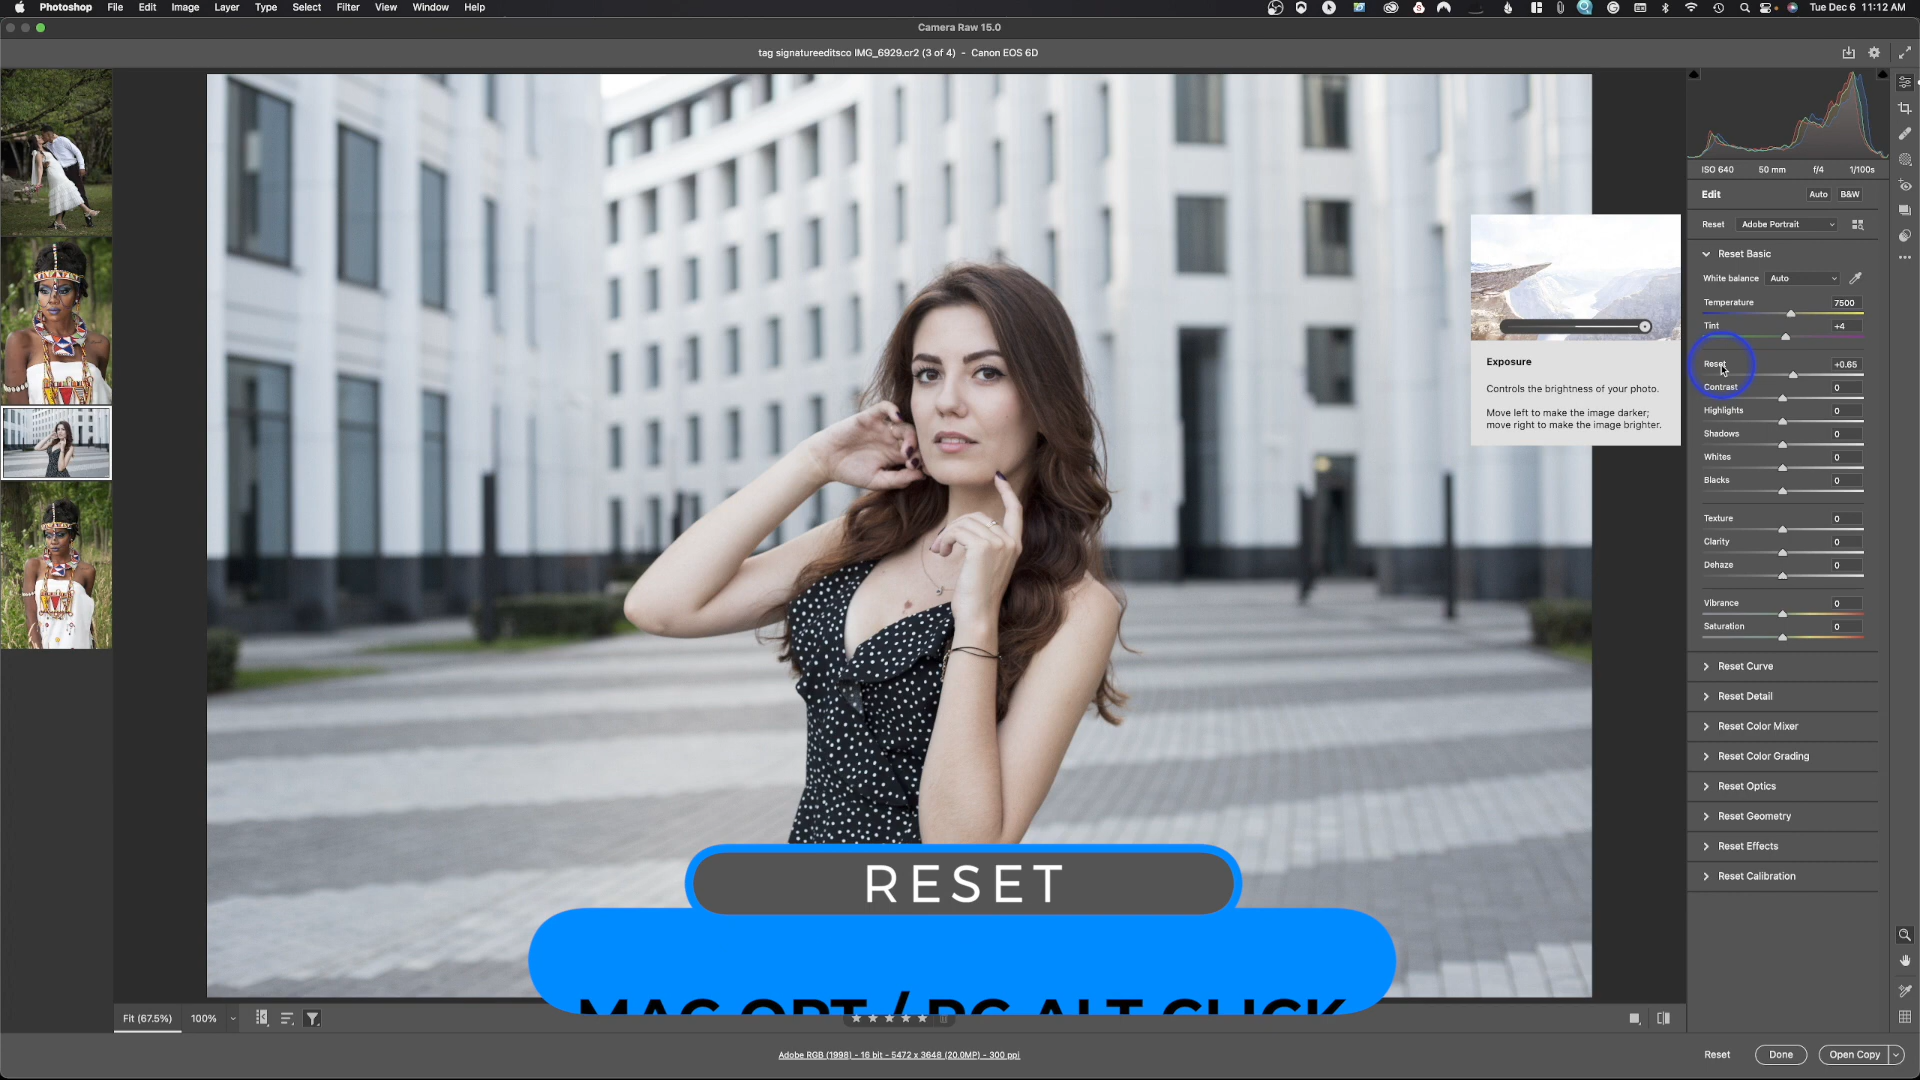 Photoshop File Edit Image Layer Type Select Filter View Window Help
Tue Dec 6 11:12 AM
Camera Raw 15.0
tag signatureeditsco IMG_6929.cr2 (3 of 4) - Canon EOS 6D
ISO 640 50 mm f/4 1/100s
Edit Auto B&W
Reset Adobe Portrait
Reset Basic
White balance Auto
Temperature 7500
Tint +4
Reset +0.65
Contrast 0
Highlights 0
Shadows 0
Whites 0
Blacks 0
Texture 0
Clarity 0
Dehaze 0
Vibrance 0
Saturation 0
Reset Curve
Reset Detail
Reset Color Mixer
Reset Color Grading
Reset Optics
Reset Geometry
Reset Effects
Reset Calibration
Exposure
Controls the brightness of your photo.
Move left to make the image darker;
move right to make the image brighter.
RESET
MAC OPT / PC ALT CLICK
Fit (67.5%) 100%
Adobe RGB (1998) - 16 bit - 5472 x 3648 (20.0MP) - 300 ppi
Reset Done Open Copy